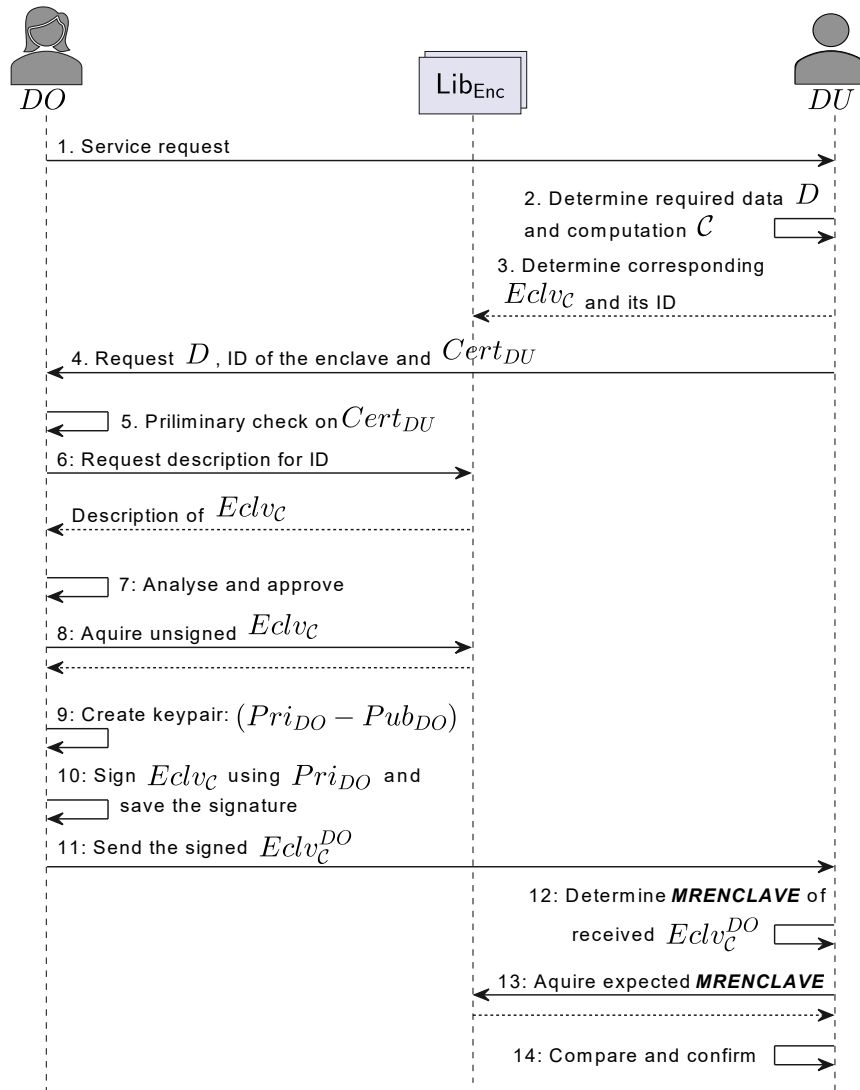 DO
Lib_Enc
DU
1. Service request
2. Determine required data D
and computation C
3. Determine corresponding
Eclv_C and its ID
4. Request D , ID of the enclave and Cert_DU
5. Priliminary check on Cert_DU
6: Request description for ID
Description of Eclv_C
7: Analyse and approve
8: Aquire unsigned Eclv_C
9: Create keypair: (Pri_DO − Pub_DO)
10: Sign Eclv_C using Pri_DO and
save the signature
11: Send the signed Eclv_C^DO
12: Determine MRENCLAVE of
received Eclv_C^DO
13: Aquire expected MRENCLAVE
14: Compare and confirm